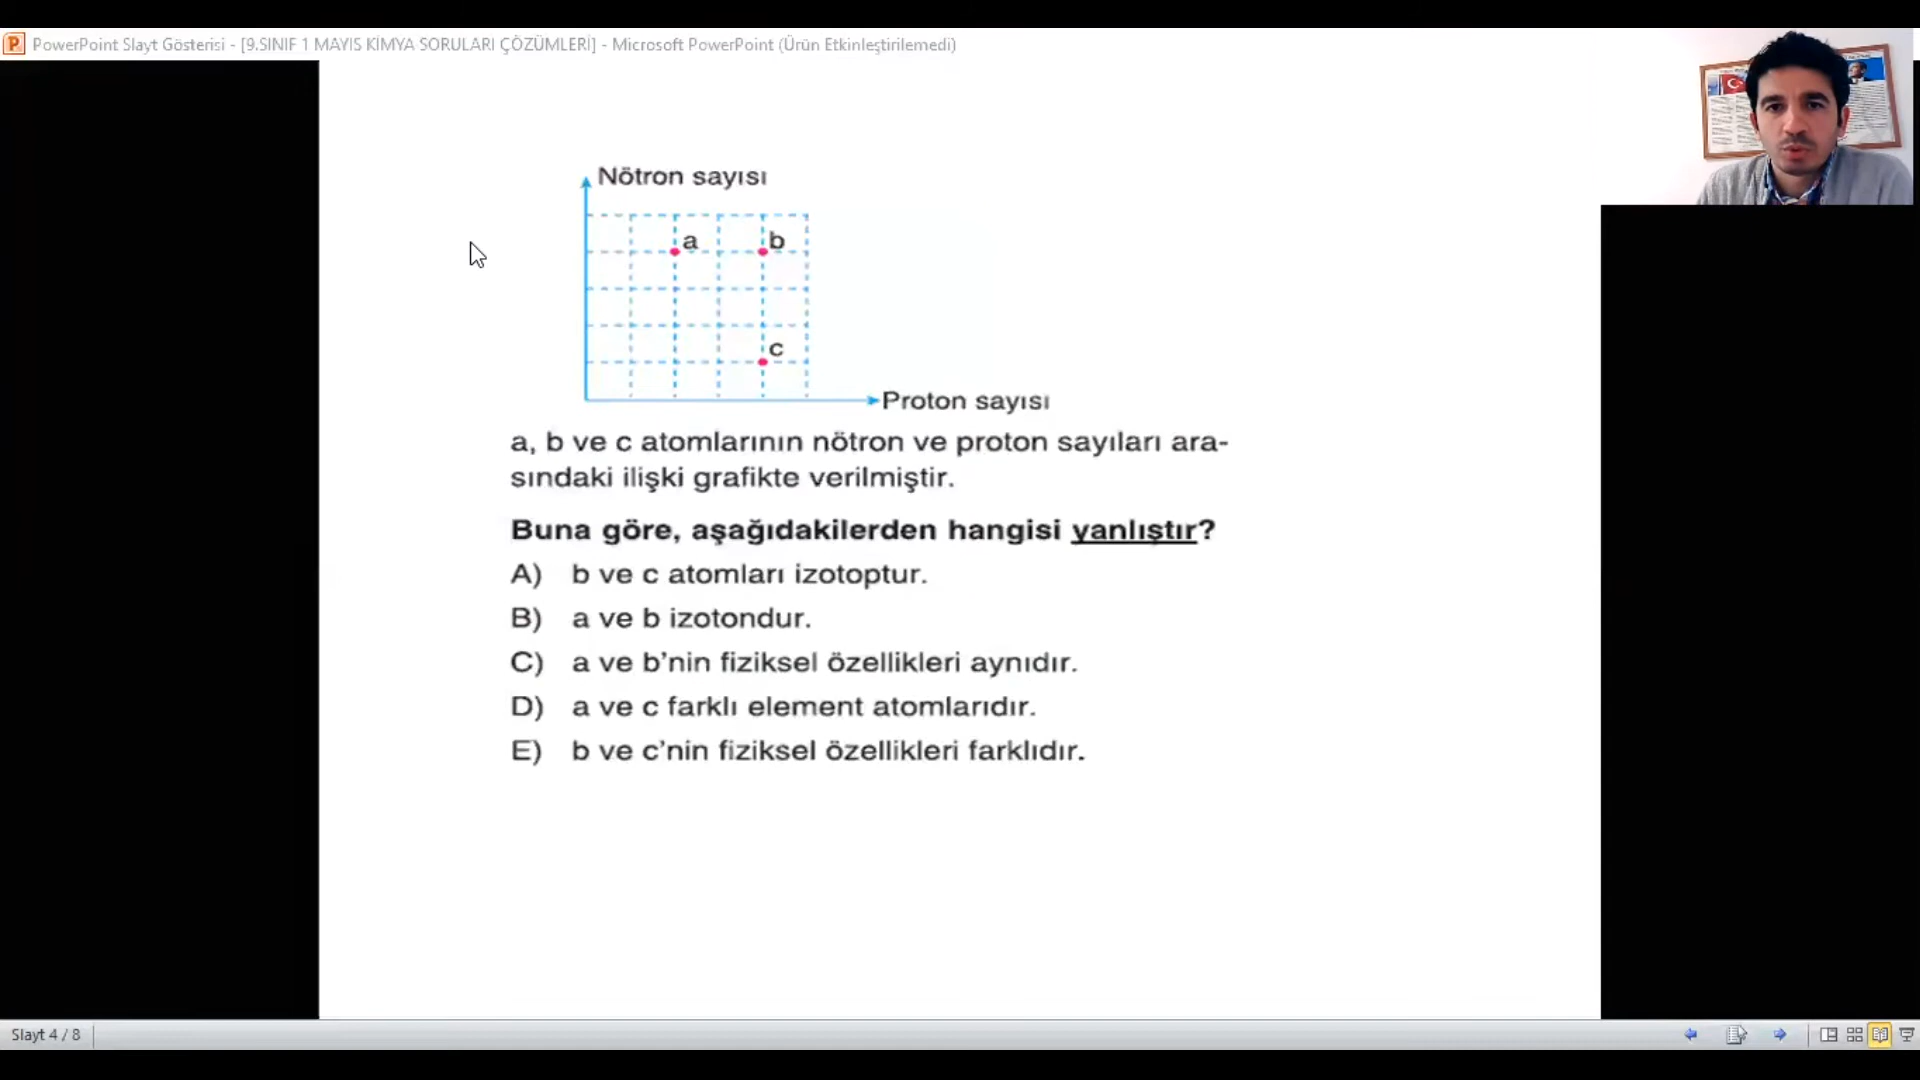 PowerPoint Slayt Gösterisi - [9.SINIF 1 MAYIS KİMYA SORULARI ÇÖZÜMLERİ] - Microsoft PowerPoint (Ürün Etkinleştirilemedi)
Nötron sayısı
a
b
c
Proton sayısı
a, b ve c atomlarının nötron ve proton sayıları ara-
sındaki ilişki grafikte verilmiştir.
Buna göre, aşağıdakilerden hangisi yanlıştır?
A) b ve c atomları izotoptur.
B) a ve b izotondur.
C) a ve b'nin fiziksel özellikleri aynıdır.
D) a ve c farklı element atomlarıdır.
E) b ve c'nin fiziksel özellikleri farklıdır.
Slayt 4 / 8